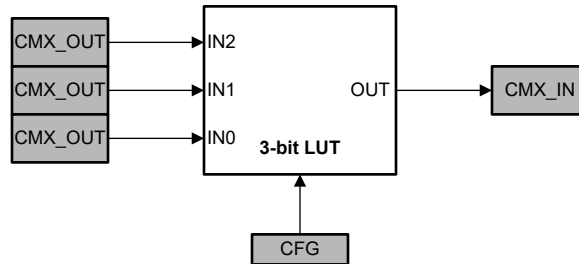 CMX_OUT
IN2
CMX_OUT
IN1
OUT
CMX_IN
CMX_OUT
IN0
3-bit LUT
CFG